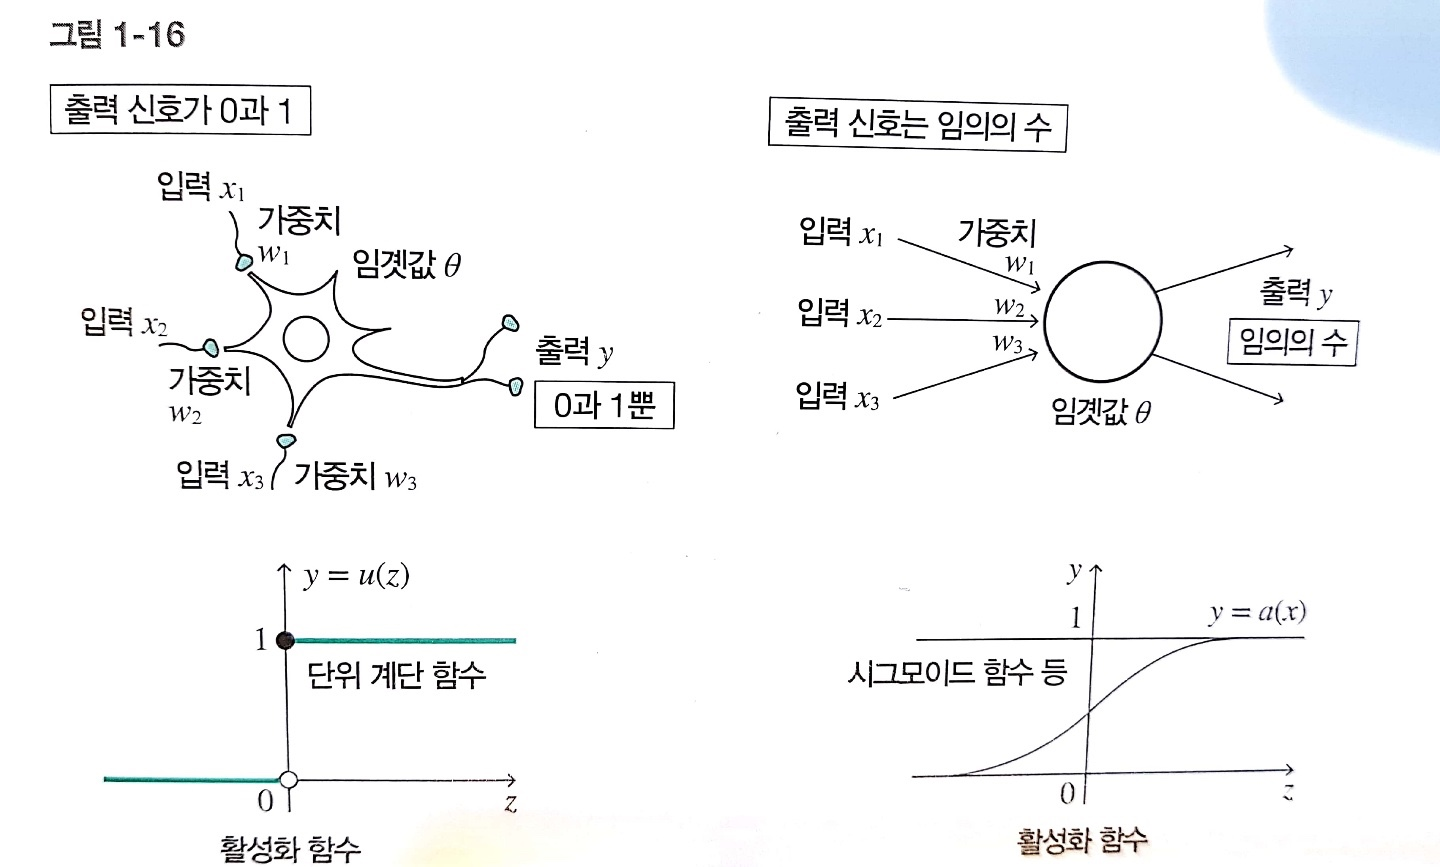 그림 1-16
출력 신호가 0과 1
입력 x1
가중치
w1
임곗값 θ
입력 x2
가중치
w2
출력 y
0과 1뿐
입력 x3
가중치 w3
y = u(z)
1
단위 계단 함수
0
z
활성화 함수
출력 신호는 임의의 수
입력 x1
가중치
w1
입력 x2
w2
w3
입력 x3
출력 y
임의의 수
임곗값 θ
y
1
y = a(x)
시그모이드 함수 등
0
z
활성화 함수